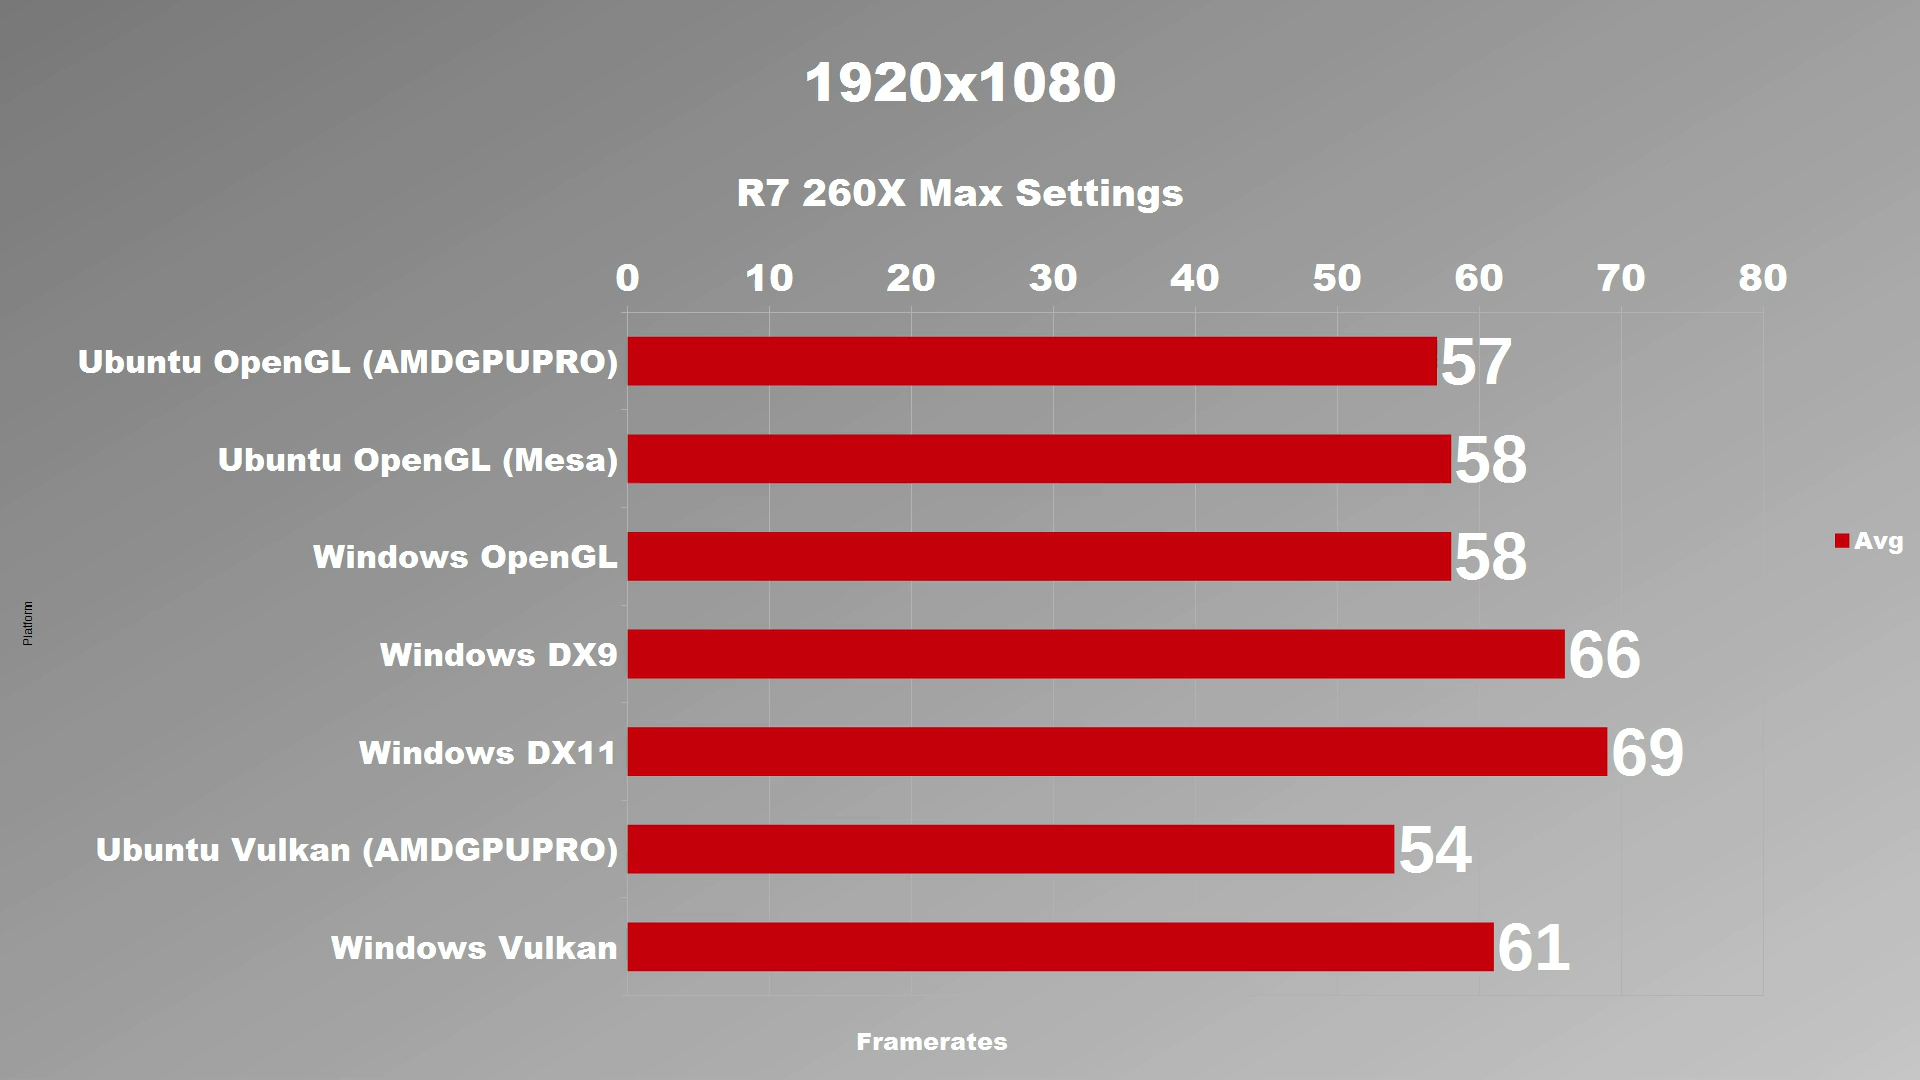 1920x1080
R7 260X Max Settings
0 10 20 30 40 50 60 70 80
Ubuntu OpenGL (AMDGPUPRO) 57
Ubuntu OpenGL (Mesa) 58
Windows OpenGL 58
Avg
Platform
Windows DX9 66
Windows DX11 69
Ubuntu Vulkan (AMDGPUPRO) 54
Windows Vulkan 61
Framerates